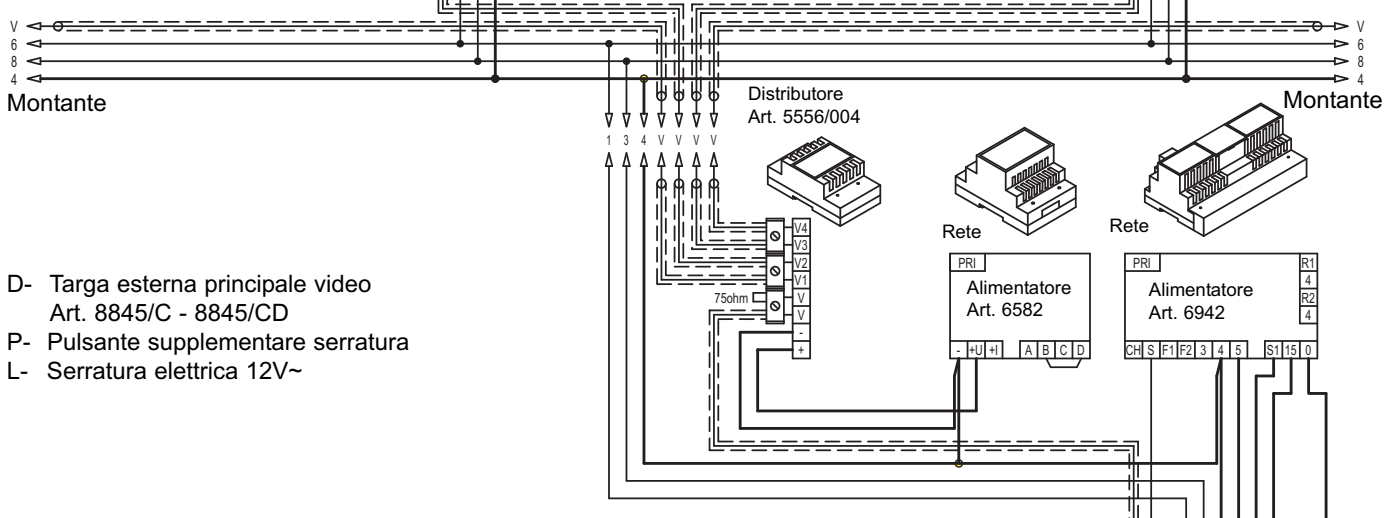 V
6
8
4
Montante
V
6
8
4
Montante
1 3 4 V V V V
Distributore
Art. 5556/004
Rete
Rete
V4
V3
V2
V1
75ohm
V
V
-
+
PRI
Alimentatore
Art. 6582
- +U +I A B C D
PRI
R1
4
R2
4
Alimentatore
Art. 6942
CH S F1 F2 3 4 5 S1 15 0
D- Targa esterna principale video
Art. 8845/C - 8845/CD
P- Pulsante supplementare serratura
L- Serratura elettrica 12V~